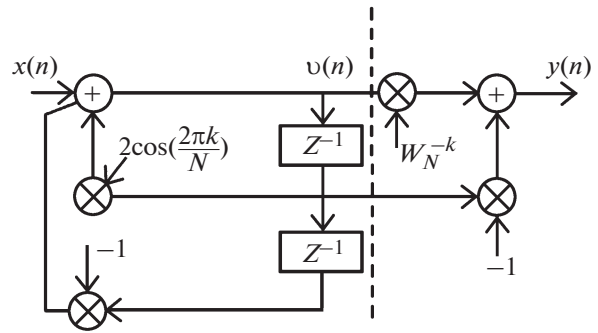 x(n)
υ(n)
y(n)
+
+
2cos(2πk/N)
Z⁻¹
W_N^{-k}
−1
Z⁻¹
−1